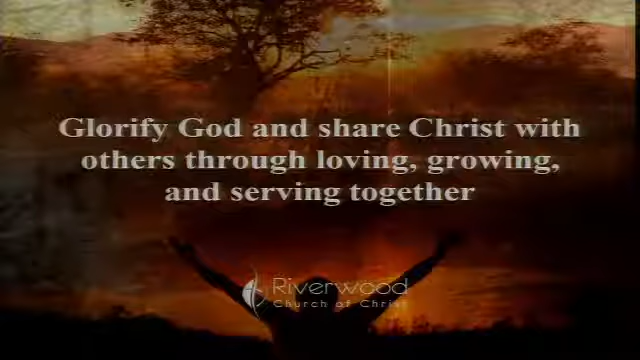 Glorify God and share Christ with
others through loving, growing,
and serving together
Riverwood
Church of Christ